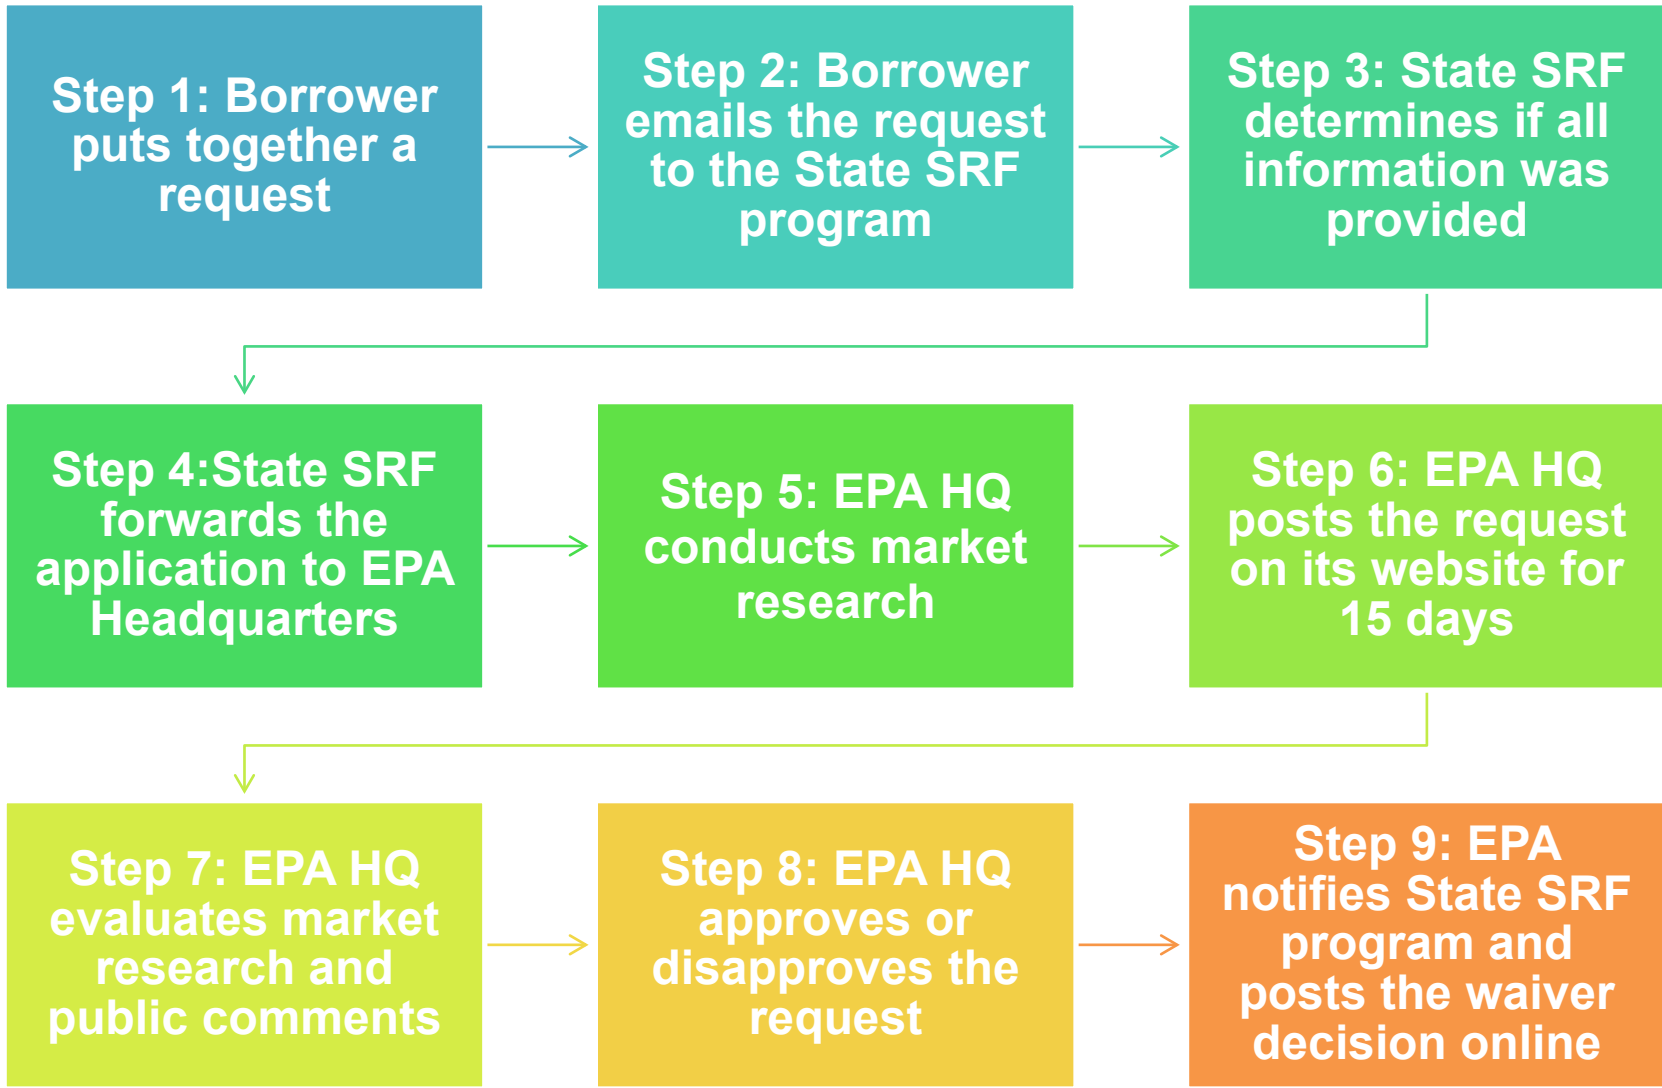 Step 1: Borrower
puts together a
request
Step 2: Borrower
emails the request
to the State SRF
program
Step 3: State SRF
determines if all
information was
provided
Step 4:State SRF
forwards the
application to EPA
Headquarters
Step 5: EPA HQ
conducts market
research
Step 6: EPA HQ
posts the request
on its website for
15 days
Step 7: EPA HQ
evaluates market
research and
public comments
Step 8: EPA HQ
approves or
disapproves the
request
Step 9: EPA
notifies State SRF
program and
posts the waiver
decision online